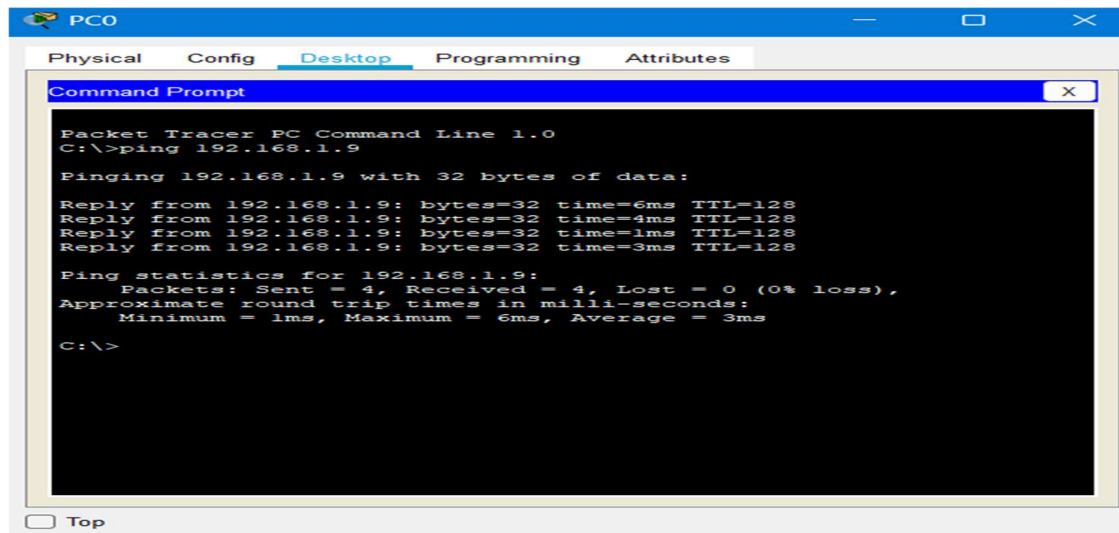 PC0
Physical Config Desktop Programming Attributes
Command Prompt
X
Packet Tracer PC Command Line 1.0
C:\>ping 192.168.1.9
Pinging 192.168.1.9 with 32 bytes of data:
Reply from 192.168.1.9: bytes=32 time=6ms TTL=128
Reply from 192.168.1.9: bytes=32 time=4ms TTL=128
Reply from 192.168.1.9: bytes=32 time=1ms TTL=128
Reply from 192.168.1.9: bytes=32 time=3ms TTL=128
Ping statistics for 192.168.1.9:
Packets: Sent = 4, Received = 4, Lost = 0 (0% loss),
Approximate round trip times in milli-seconds:
Minimum = 1ms, Maximum = 6ms, Average = 3ms
C:\>
Top